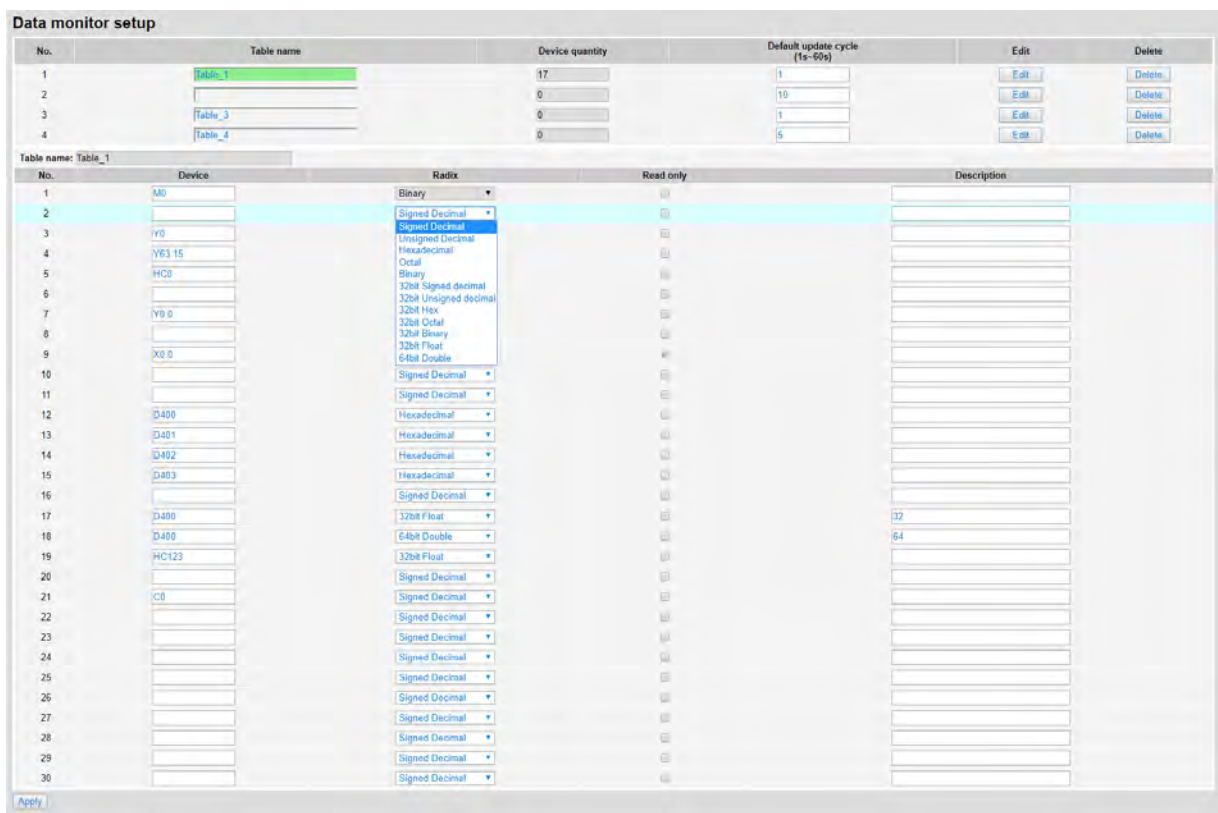 Data monitor setup
No. Table name Device quantity Default update cycle (1s~60s) Edit Delete
1 Table_1 17 1 Edit Delete
2 0 10 Edit Delete
3 Table_3 0 1 Edit Delete
4 Table_4 0 5 Edit Delete
Table name: Table_1
No. Device Radix Read only Description
1 M0 Binary
2 Signed Decimal
Signed Decimal
Unsigned Decimal
3 Y0
Hexadecimal
4 Y63.15
Octal
5 HC0 Binary
32bit Signed decimal
6 32bit Unsigned decimal
32bit Hex
7 Y0.0
32bit Octal
8 32bit Binary
32bit Float
9 X0.0
64bit Double
10 Signed Decimal
11 Signed Decimal
12 D400 Hexadecimal
13 D401 Hexadecimal
14 D402 Hexadecimal
15 D403 Hexadecimal
16 Signed Decimal
17 D400 32bit Float 32
18 D400 64bit Double 64
19 HC123 32bit Float
20 Signed Decimal
21 C0 Signed Decimal
22 Signed Decimal
23 Signed Decimal
24 Signed Decimal
25 Signed Decimal
26 Signed Decimal
27 Signed Decimal
28 Signed Decimal
29 Signed Decimal
30 Signed Decimal
Apply